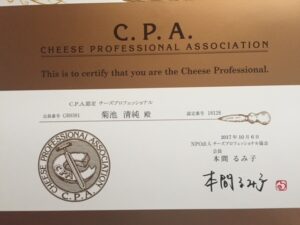 C.P.A.
CHEESE PROFESSIONAL ASSOCIATION
This is to certify that you are the Cheese Professional.
C.P.A.認定 チーズプロフェッショナル
会員番号 菊池 清純 殿 認定番号 18128
2017年10月6日
NPO法人 チーズプロフェッショナル協会
会長
本間 るみ子
本間るみ子
CHEESE PROFESSIONAL ASSOCIATION
C.P.A.